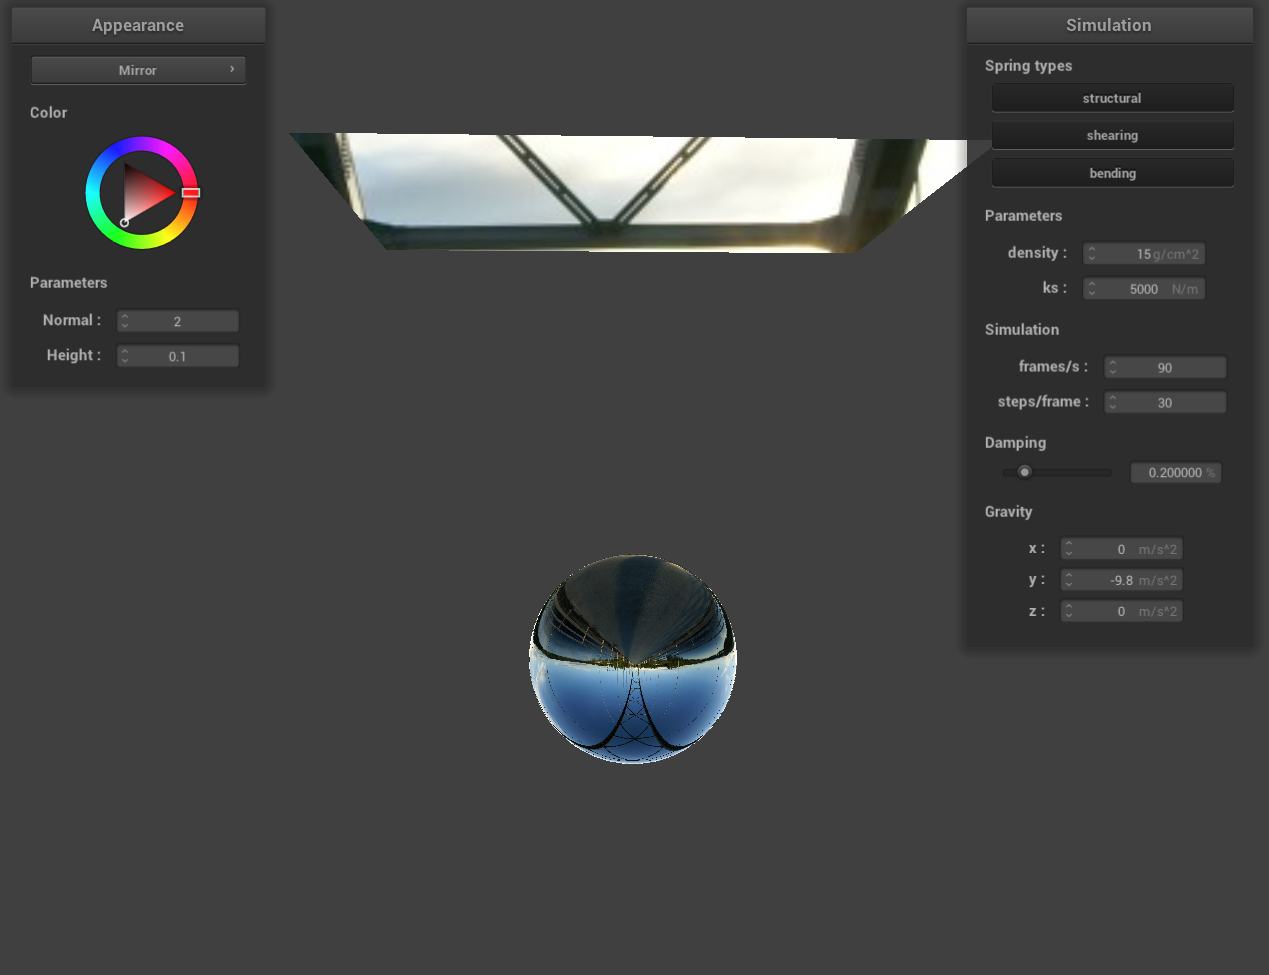 Appearance
Mirror ›
Color
Parameters
Normal : 2
Height : 0.1
Simulation
Spring types
structural
shearing
bending
Parameters
density : 15 g/cm^2
ks : 5000 N/m
Simulation
frames/s : 90
steps/frame : 30
Damping
0.200000 %
Gravity
x : 0 m/s^2
y : -9.8 m/s^2
z : 0 m/s^2